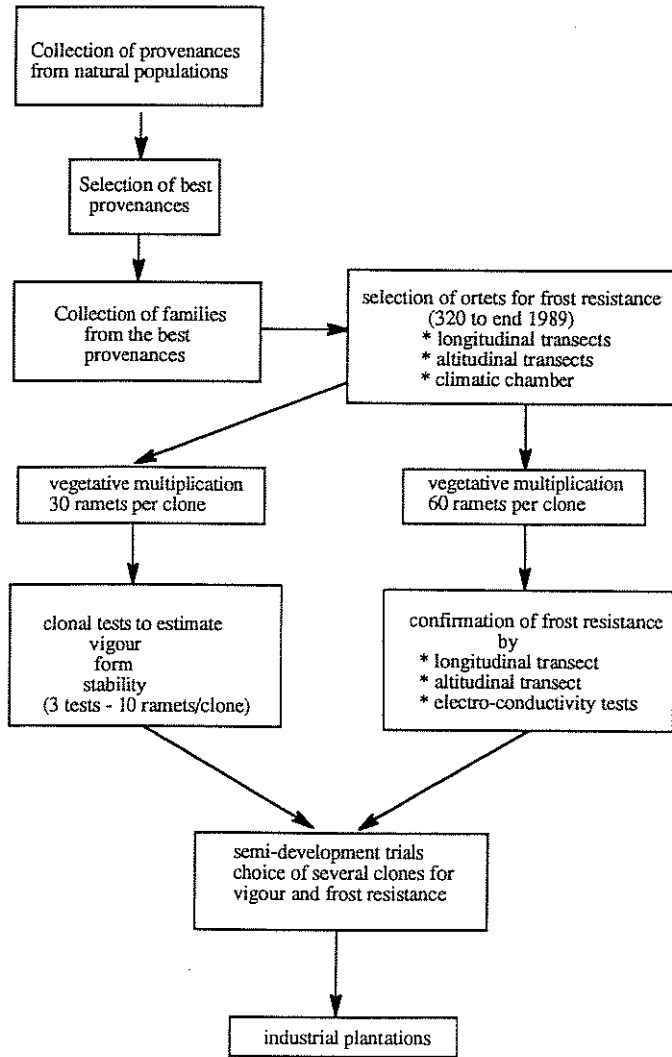 Collection of provenances
from natural populations
Selection of best
provenances
Collection of families
from the best
provenances
selection of ortets for frost resistance
(320 to end 1989)
* longitudinal transects
* altitudinal transects
* climatic chamber
vegetative multiplication
30 ramets per clone
vegetative multiplication
60 ramets per clone
clonal tests to estimate
vigour
form
stability
(3 tests - 10 ramets/clone)
confirmation of frost resistance
by
* longitudinal transect
* altitudinal transect
* electro-conductivity tests
semi-development trials
choice of several clones for
vigour and frost resistance
industrial plantations